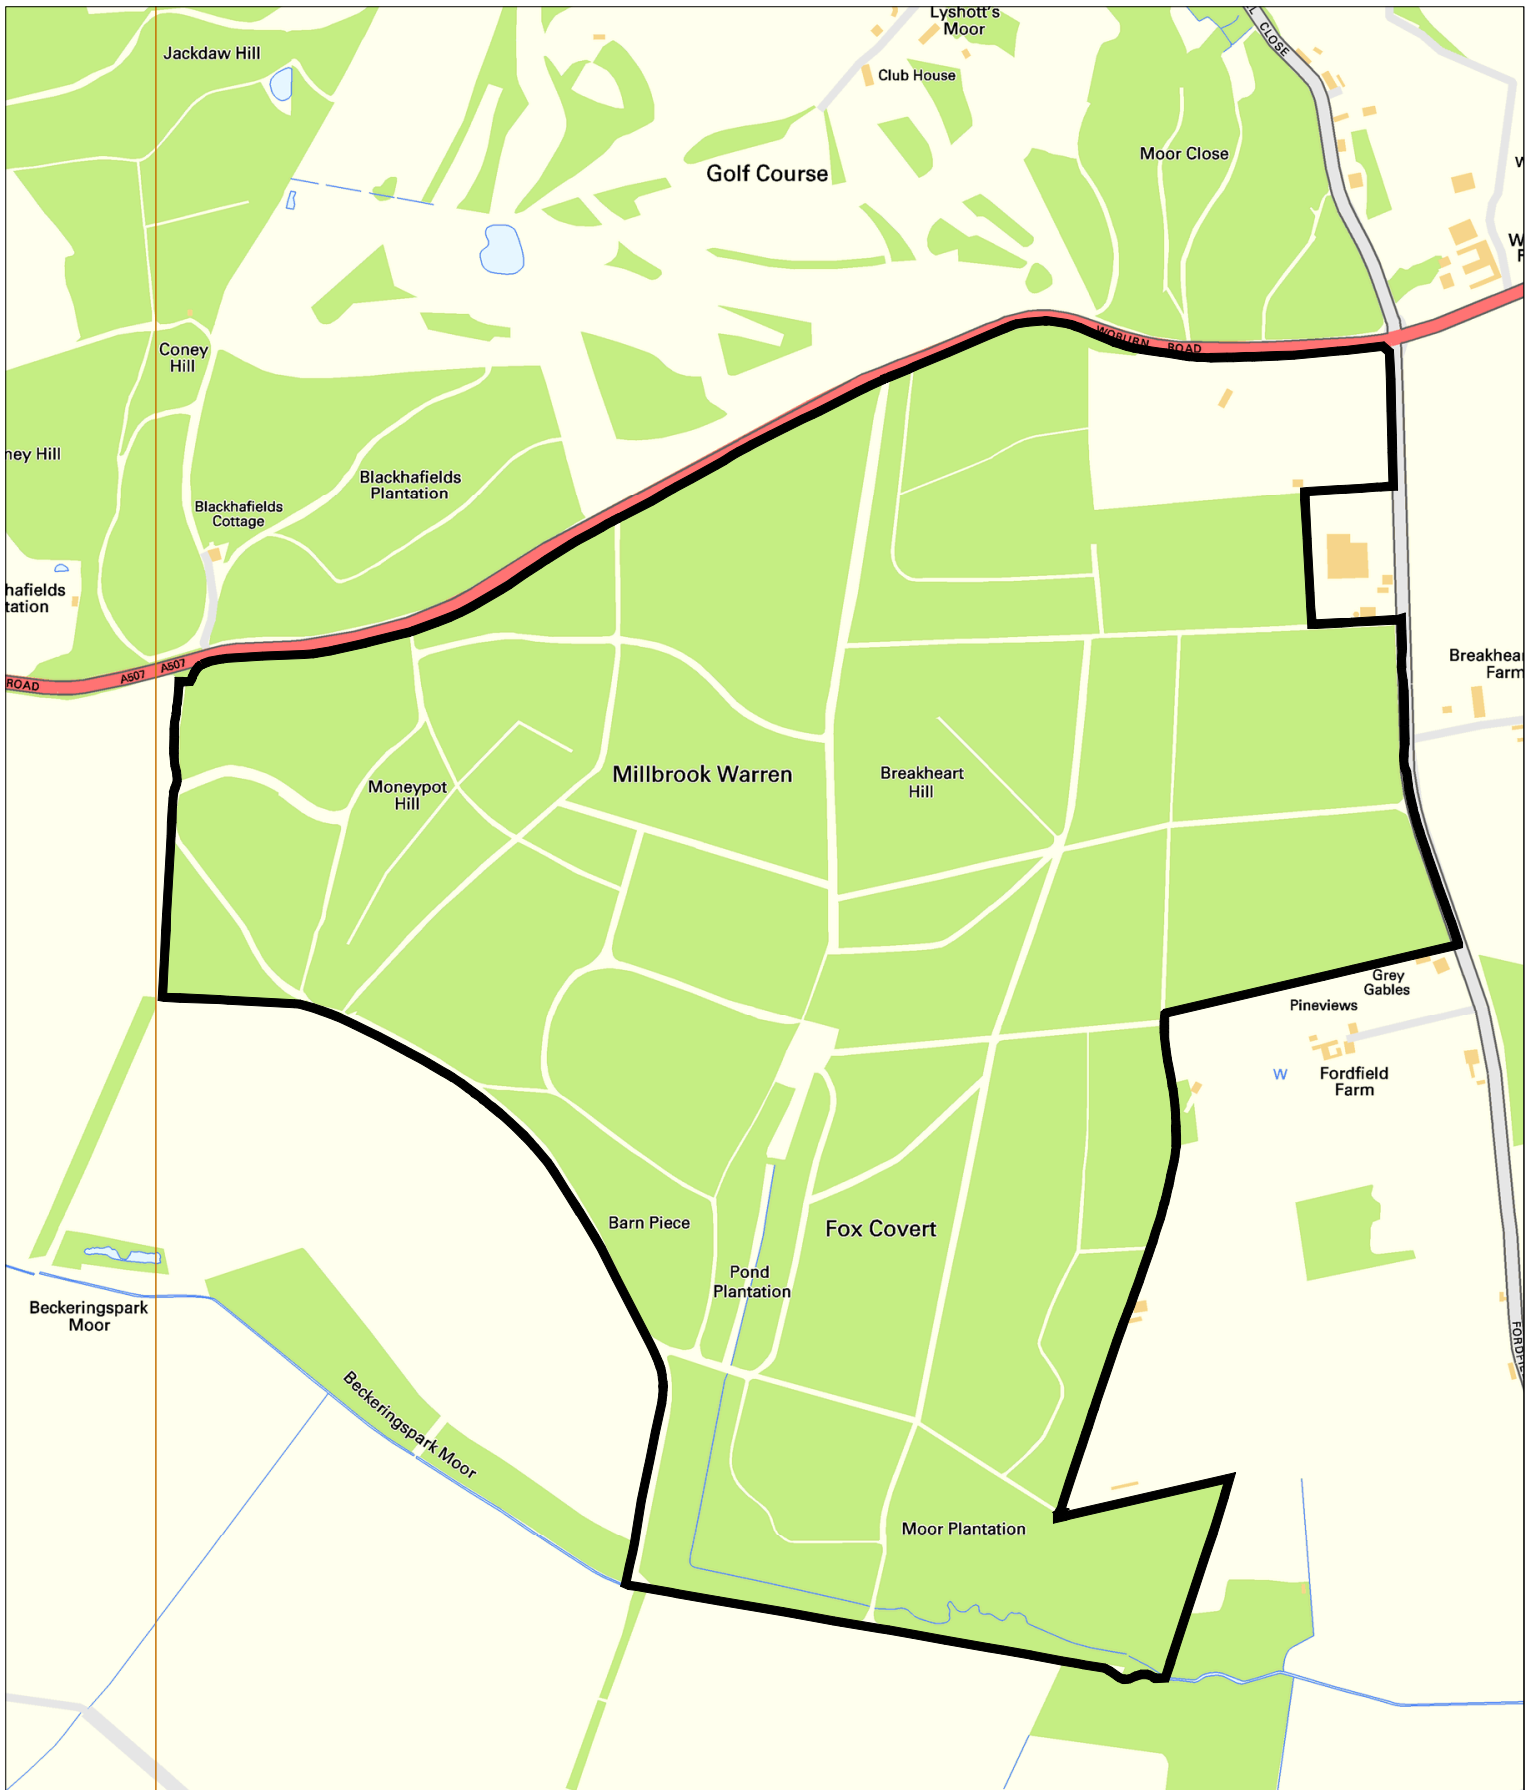 Lyshott's
Moor
CLOSE
Jackdaw Hill
Club House
Moor Close
Golf Course
WOBURN ROAD
Coney
Hill
ney Hill
Blackhafields
Plantation
Blackhafields
Cottage
hafields
tation
A507
A507
ROAD
Breakhear
Farm
Moneypot
Hill
Millbrook Warren
Breakheart
Hill
Grey
Gables
Pineviews
W
Fordfield
Farm
Barn Piece
Fox Covert
Pond
Plantation
Beckeringspark
Moor
FORDFIE
Beckeringspark Moor
Moor Plantation